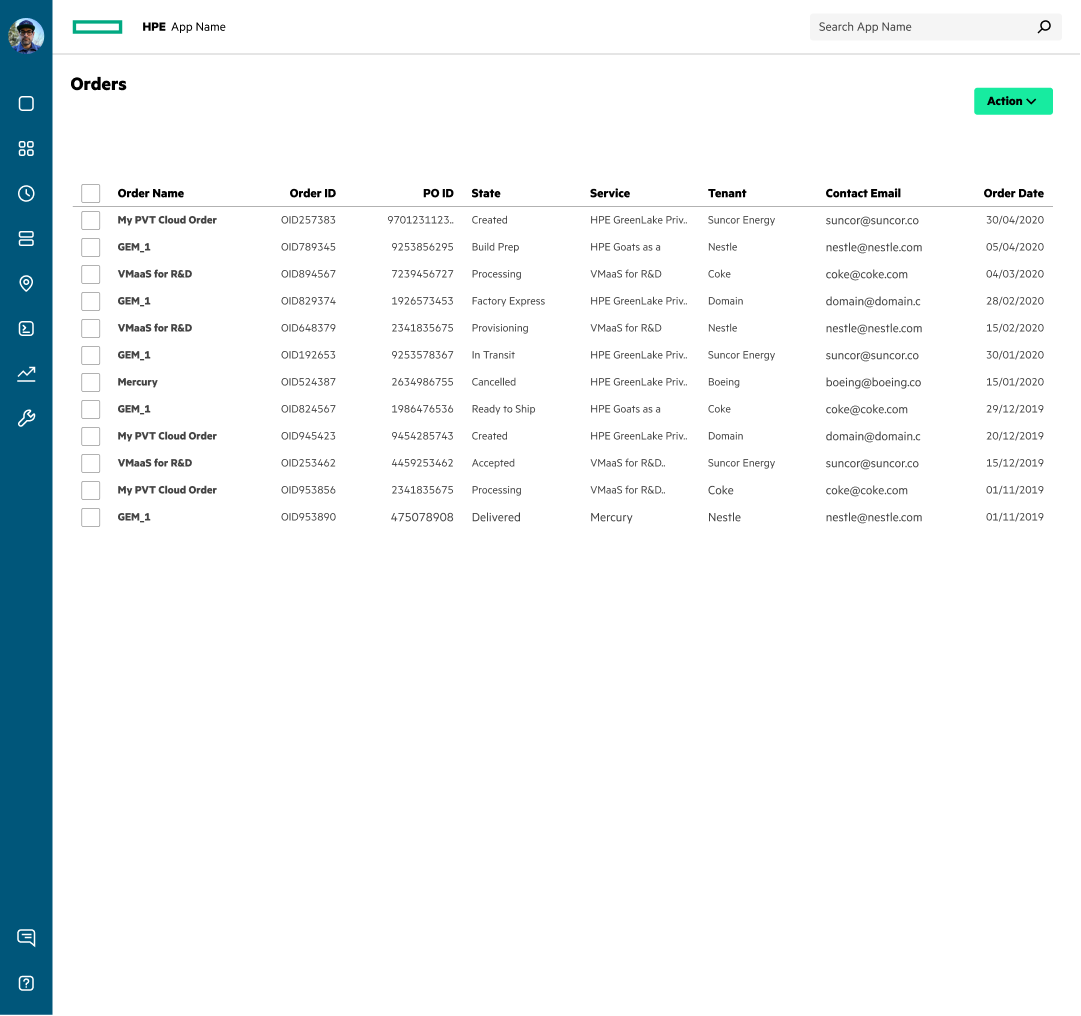 HPE App Name
Search App Name
Orders
Action
Order Name Order ID PO ID State Service Tenant Contact Email Order Date
My PVT Cloud Order OID257383 9701231123.. Created HPE GreenLake Priv.. Suncor Energy suncor@suncor.co 30/04/2020
GEM_1 OID789345 9253856295 Build Prep HPE Goats as a Nestle nestle@nestle.com 05/04/2020
VMaaS for R&D OID894567 7239456727 Processing VMaaS for R&D Coke coke@coke.com 04/03/2020
GEM_1 OID829374 1926573453 Factory Express HPE GreenLake Priv.. Domain domain@domain.c 28/02/2020
VMaaS for R&D OID648379 2341835675 Provisioning VMaaS for R&D Nestle nestle@nestle.com 15/02/2020
GEM_1 OID192653 9253578367 In Transit HPE GreenLake Priv.. Suncor Energy suncor@suncor.co 30/01/2020
Mercury OID524387 2634986755 Cancelled HPE GreenLake Priv.. Boeing boeing@boeing.co 15/01/2020
GEM_1 OID824567 1986476536 Ready to Ship HPE Goats as a Coke coke@coke.com 29/12/2019
My PVT Cloud Order OID945423 9454285743 Created HPE GreenLake Priv.. Domain domain@domain.c 20/12/2019
VMaaS for R&D OID253462 4459253462 Accepted VMaaS for R&D.. Suncor Energy suncor@suncor.co 15/12/2019
My PVT Cloud Order OID953856 2341835675 Processing VMaaS for R&D.. Coke coke@coke.com 01/11/2019
GEM_1 OID953890 475078908 Delivered Mercury Nestle nestle@nestle.com 01/11/2019